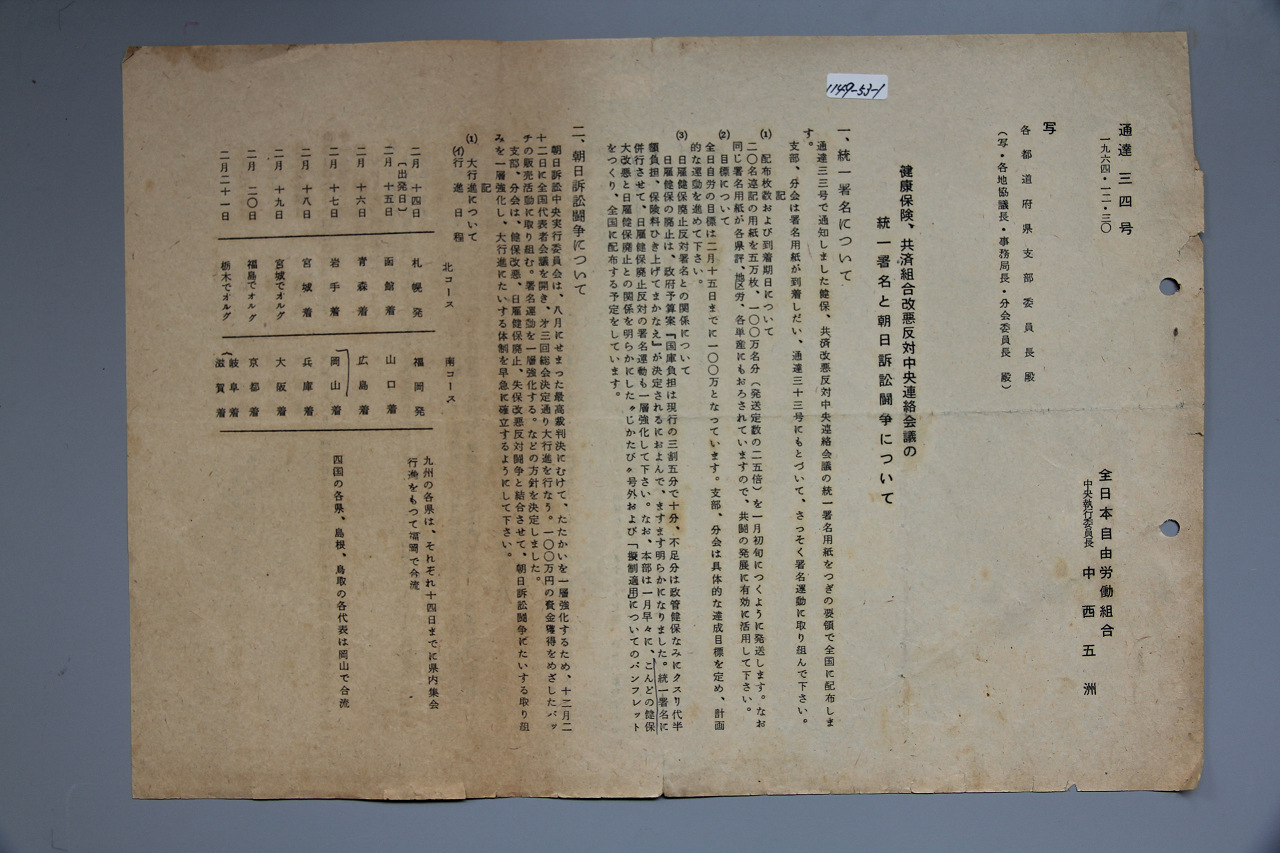 1149-53-1
通達三四号
一九六四・一二・三〇
全日本自由労働組合
中央執行委員長 中西五洲
写
各都道府県支部委員長殿
(写・各地協議長・事務局長・分会委員長殿)
健康保険、共済組合改悪反対中央連絡会議の
統一署名と朝日訴訟闘争について
一、統一署名について
通達三三号で通知しました健保、共済改悪反対中央連絡会議の統一署名用紙をつぎの要領で全国に配布しま
す。
支部、分会は署名用紙が到着しだい、通達三十三号にもとづいて、さっそく署名運動に取り組んで下さい。
記
(1) 配布枚数および到着期日について
二〇名連記の用紙を五万枚、一〇〇万名分(発送定数の二五倍)を一月初旬につくように発送します。なお
同じ署名用紙が各県評、地区労、各単産にもおろされていますので、共闘の発展に有効に活用して下さい。
(2) 目標について
全日自労の目標は二月十五日までに一〇〇万となっています。支部、分会は具体的な達成目標を定め、計画
的な運動を進めて下さい。
(3) 日雇健保廃止反対署名との関係について
日雇健保の廃止は、政府予算案『国庫負担は現行の三割五分で十分、不足分は政管健保なみにクスリ代半
額負担、保険料ひき上げてまかなえ』が決定されるにおよんで、ますます明らかになりました。統一署名に
併行させて、日雇健保廃止反対の署名運動も一層強化して下さい。なお、本部は一月早々に、こんどの健保
大改悪と日雇健保廃止との関係を明らかにした〝じかたび〟号外および「擬制適用」についてのパンフレット
をつくり、全国に配布する予定をしています。
二、朝日訴訟闘争について
朝日訴訟中央実行委員会は、八月にせまった最高裁判決にむけて、たたかいを一層強化するため、十二月二
十二日に全国代表者会議を開き、才三回総会決定通り大行進を行なう。一〇〇万円の資金獲得をめざしたバッ
チの販売活動に取り組む。署名運動を一層強化する。などの方針を決定しました。
支部、分会は、健保改悪、日雇健保廃止、失保改悪反対闘争と結合させて、朝日訴訟闘争にたいする取り組
みを一層強化し、大行進にたいする体制を早急に確立するようにして下さい。
記
(1) 大行進について
(イ) 行進日程
北コース 南コース
二月 十四日 札幌発 福岡発 九州の各県は、それぞれ十四日までに県内集会
〔出発日〕 行進をもつて福岡で合流
二月 十五日 函館着 山口着
二月 十六日 青森着 広島着
二月 十七日 岩手着 岡山着 四国の各県、島根、鳥取の各代表は岡山で合流
二月 十八日 宮城着 兵庫着
二月 十九日 宮城でオルグ 大阪着
二月 二〇日 福島でオルグ 京都着
二月二十一日 栃木でオルグ 岐阜着
滋賀着